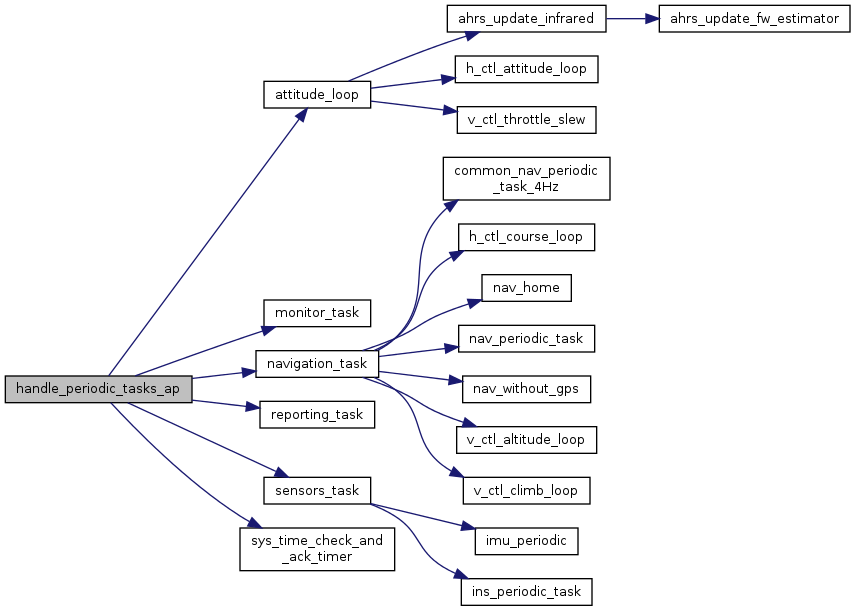 ahrs_update_infrared
ahrs_update_fw_estimator
h_ctl_attitude_loop
attitude_loop
v_ctl_throttle_slew
common_nav_periodic
_task_4Hz
h_ctl_course_loop
nav_home
monitor_task
nav_periodic_task
navigation_task
handle_periodic_tasks_ap
nav_without_gps
reporting_task
v_ctl_altitude_loop
sensors_task
v_ctl_climb_loop
sys_time_check_and
_ack_timer
imu_periodic
ins_periodic_task